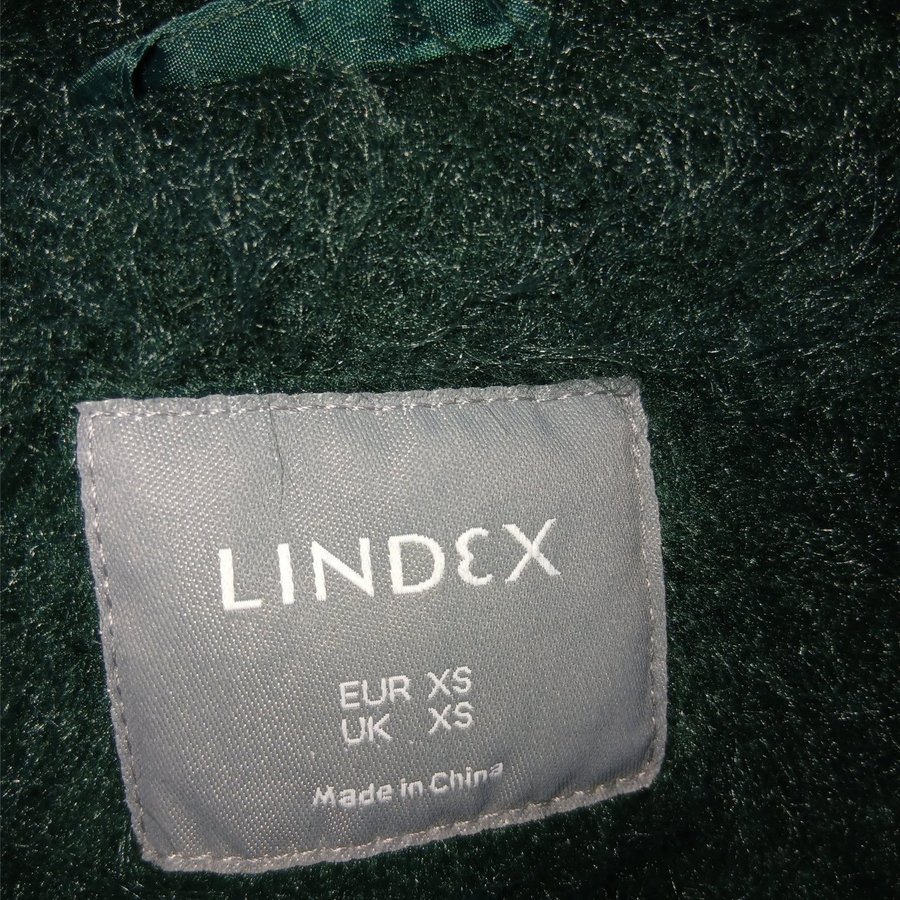 LINDEX
EUR XS
UK XS
Made in China